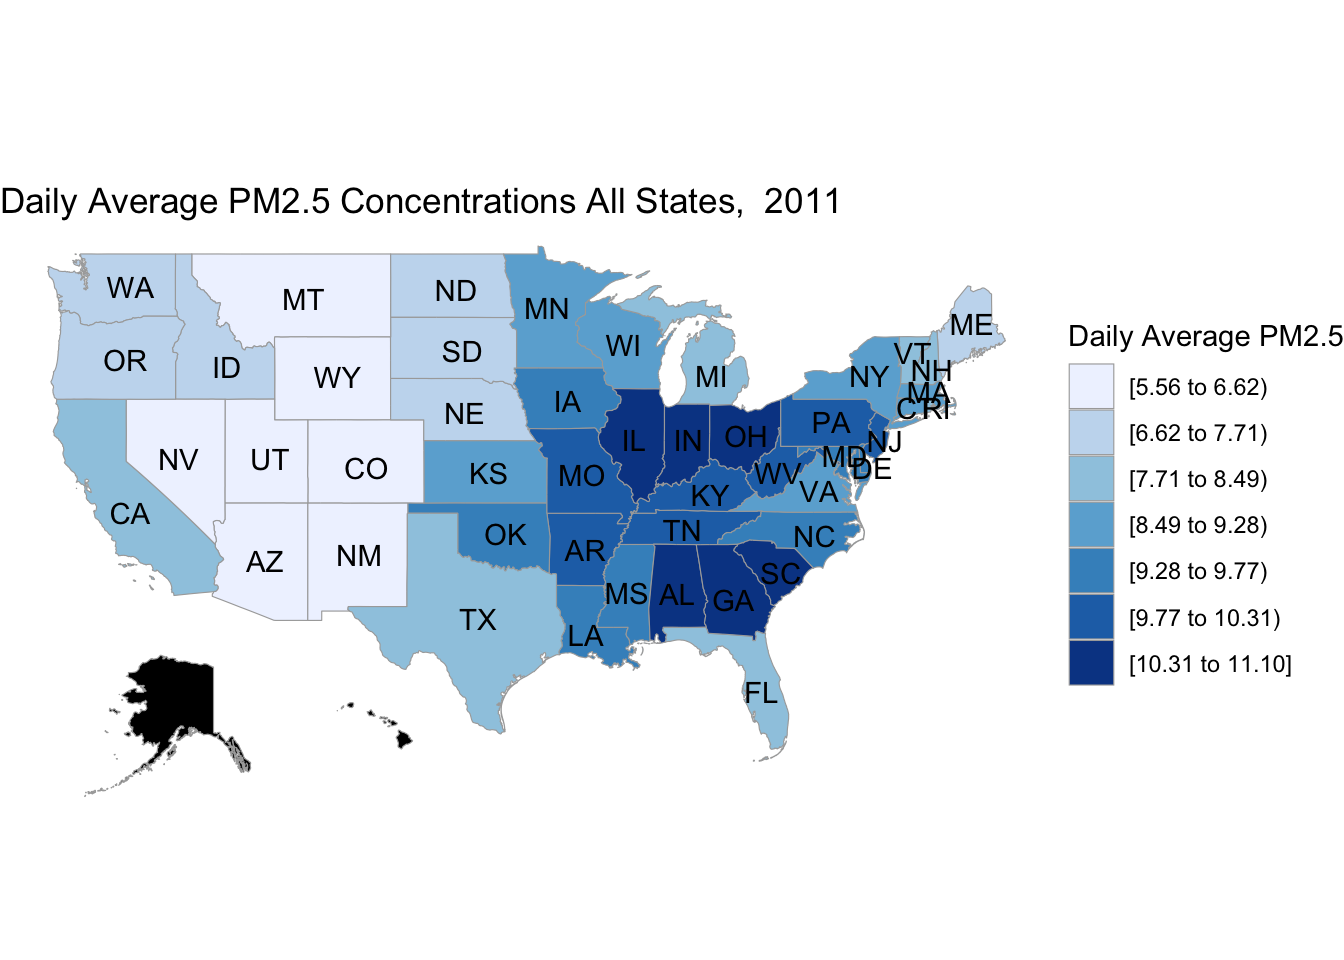 Daily Average PM2.5 Concentrations All States,  2011
WA
MT
ND
MN
ME
OR
ID
SD
WI
VT
NH
WY
MI
NY
MA
NE
IA
CT
RI
PA
NV
UT
CO
KS
MO
IL
IN
OH
NJ
MD
DE
WV
VA
CA
KY
AZ
NM
OK
AR
TN
NC
TX
LA
MS
AL
GA
SC
FL
Daily Average PM2.5
[5.56 to 6.62)
[6.62 to 7.71)
[7.71 to 8.49)
[8.49 to 9.28)
[9.28 to 9.77)
[9.77 to 10.31)
[10.31 to 11.10]